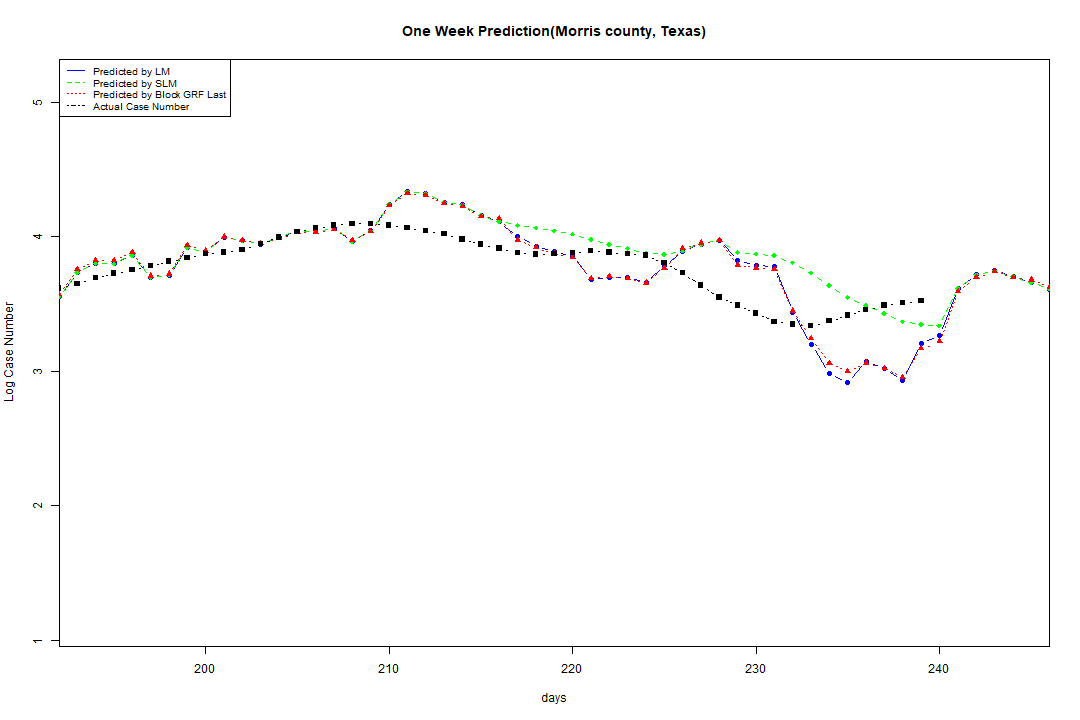 One Week Prediction(Morris county, Texas)
Predicted by LM
Predicted by SLM
Predicted by Block GRF Last
Actual Case Number
5
4
3
2
1
Log Case Number
200 210 220 230 240
days